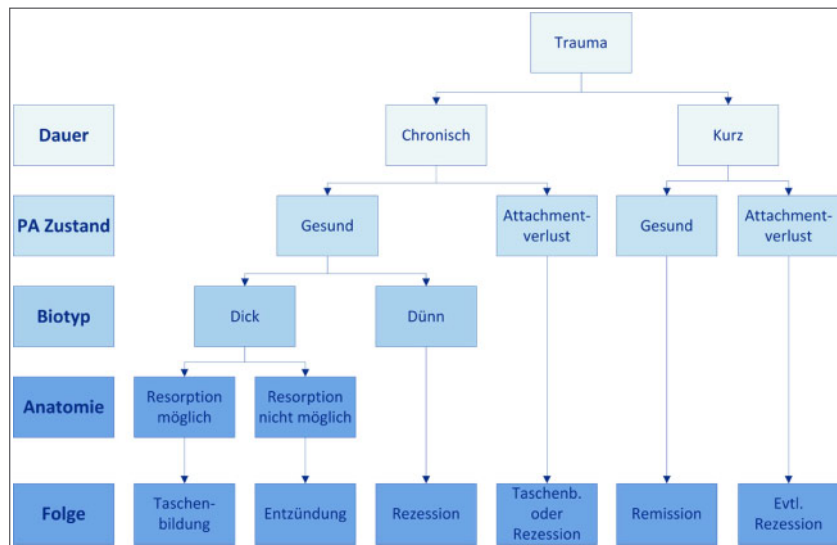 Trauma
Dauer
Chronisch
Kurz
PA Zustand
Gesund
Attachment-
verlust
Gesund
Attachment-
verlust
Biotyp
Dick
Dünn
Anatomie
Resorption
möglich
Resorption
nicht möglich
Folge
Taschen-
bildung
Entzündung
Rezession
Taschenb.
oder
Rezession
Remission
Evtl.
Rezession